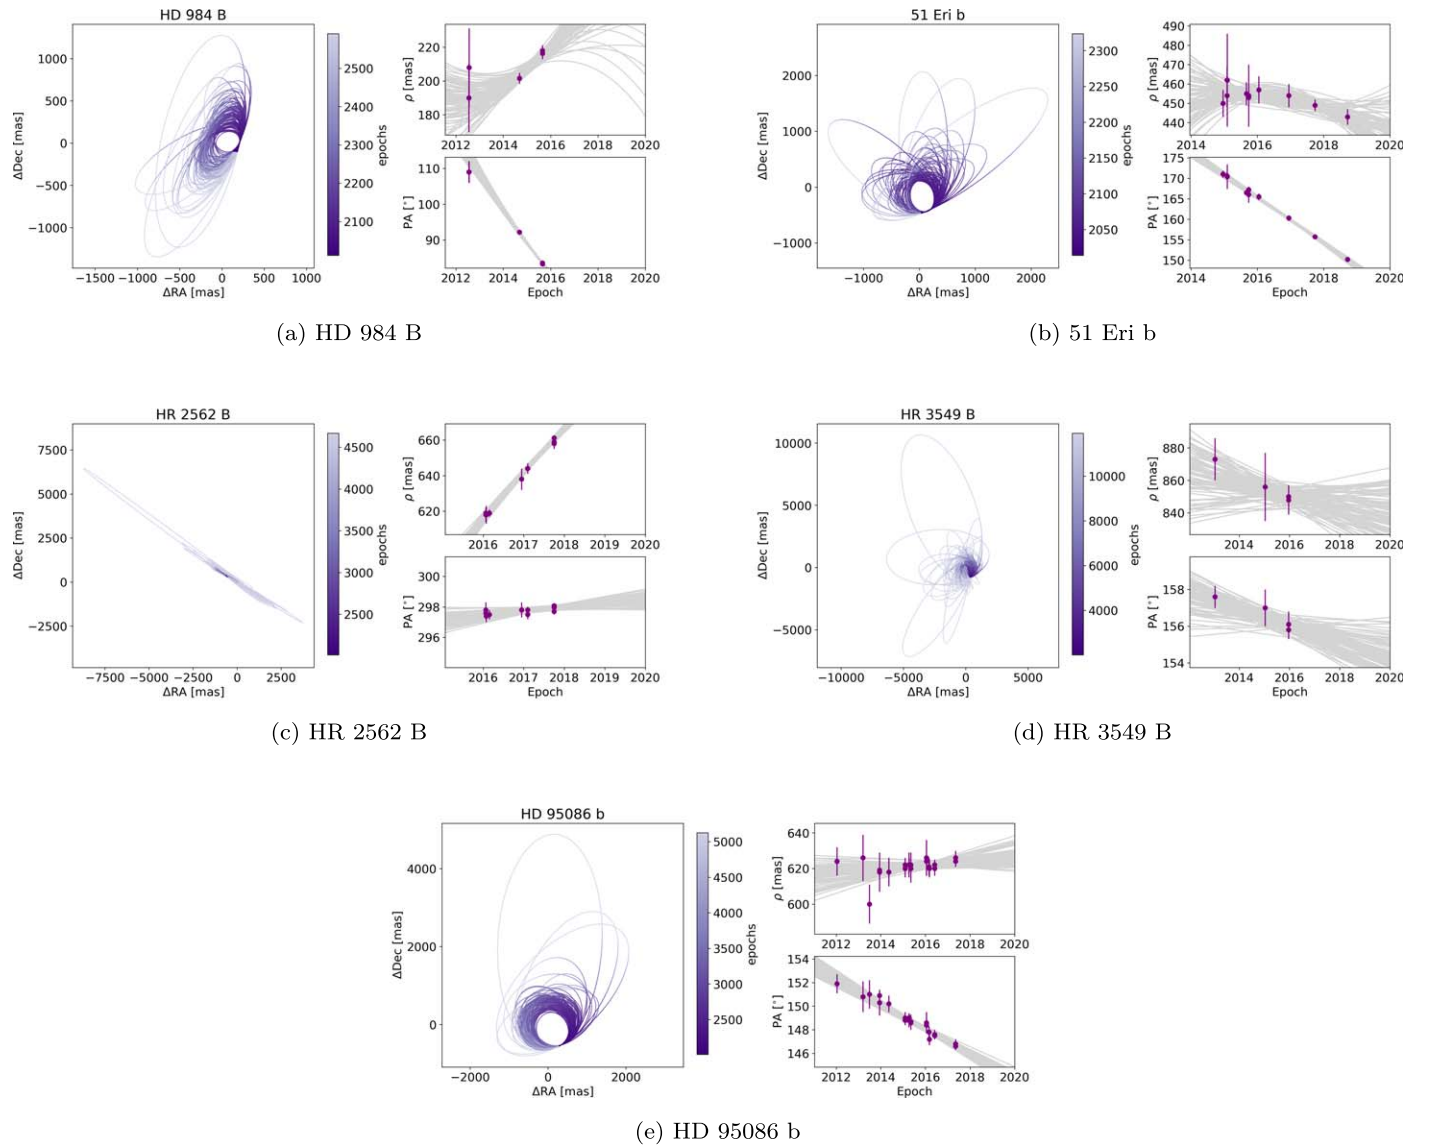 HD 984 B
ΔDec [mas]
1000
500
0
−500
−1000
−1500 −1000 −500 0 500 1000
ΔRA [mas]
2500
2400
2300
2200
2100
epochs
ρ [mas]
220
200
180
2012 2014 2016 2018 2020
PA [°]
110
100
90
2012 2014 2016 2018 2020
Epoch
(a) HD 984 B
51 Eri b
ΔDec [mas]
2000
1000
0
−1000
−1000 0 1000 2000
ΔRA [mas]
2300
2250
2200
2150
2100
2050
epochs
ρ [mas]
490
480
470
460
450
440
2014 2016 2018 2020
PA [°]
175
170
165
160
155
150
2014 2016 2018 2020
Epoch
(b) 51 Eri b
HR 2562 B
ΔDec [mas]
7500
5000
2500
0
−2500
−7500 −5000 −2500 0 2500
ΔRA [mas]
4500
4000
3500
3000
2500
epochs
ρ [mas]
660
640
620
2016 2017 2018 2019 2020
PA [°]
300
298
296
2016 2017 2018 2019 2020
Epoch
(c) HR 2562 B
HR 3549 B
ΔDec [mas]
10000
5000
0
−5000
−10000 −5000 0 5000
ΔRA [mas]
10000
8000
6000
4000
epochs
ρ [mas]
880
860
840
2014 2016 2018 2020
PA [°]
158
156
154
2014 2016 2018 2020
Epoch
(d) HR 3549 B
HD 95086 b
ΔDec [mas]
4000
2000
0
−2000 0 2000
ΔRA [mas]
5000
4500
4000
3500
3000
2500
epochs
ρ [mas]
640
620
600
2012 2014 2016 2018 2020
PA [°]
154
152
150
148
146
2012 2014 2016 2018 2020
Epoch
(e) HD 95086 b